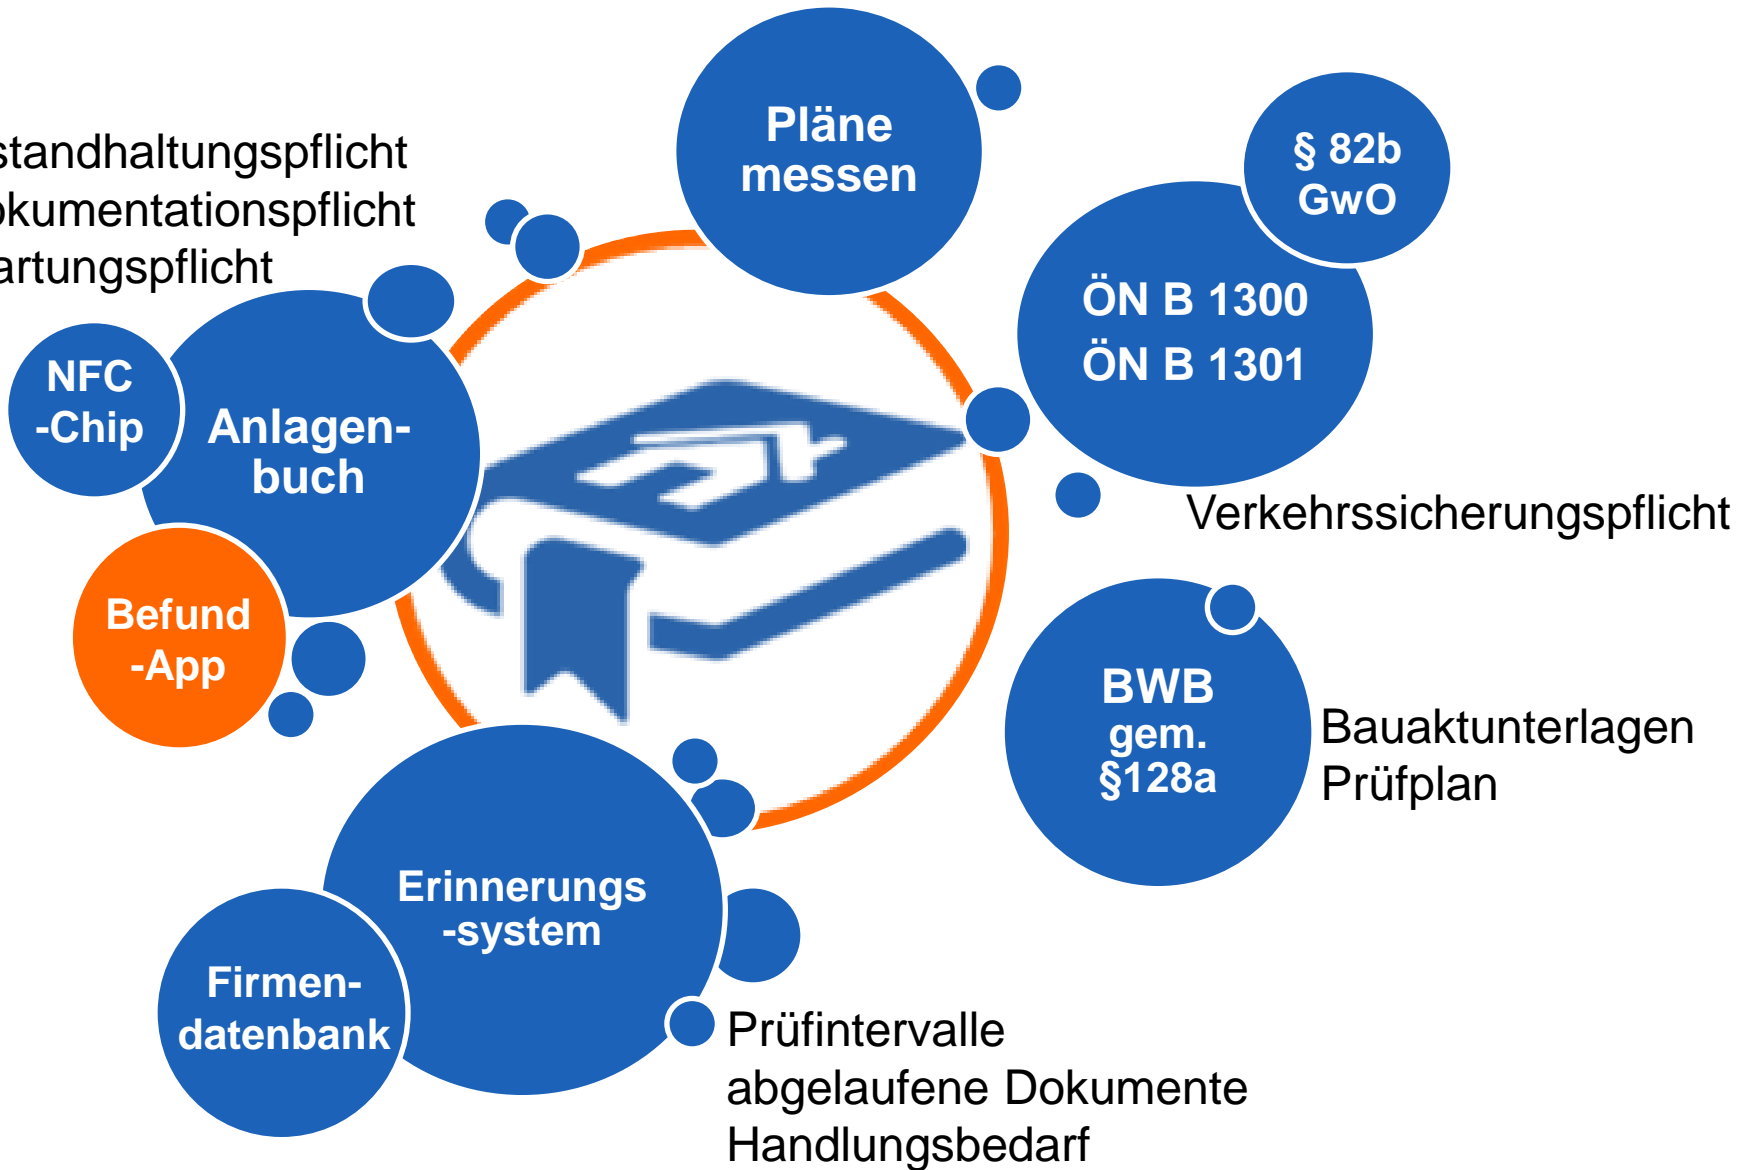 Pläne
messen
§ 82b
GwO
standhaltungspflicht
okumentationspflicht
artungspflicht
ÖN B 1300
ÖN B 1301
NFC
-Chip
Anlagen-
buch
Verkehrssicherungspflicht
Befund
-App
BWB
gem.
§128a
Bauaktunterlagen
Prüfplan
Erinnerungs
-system
Firmen-
datenbank
Prüfintervalle
abgelaufene Dokumente
Handlungsbedarf